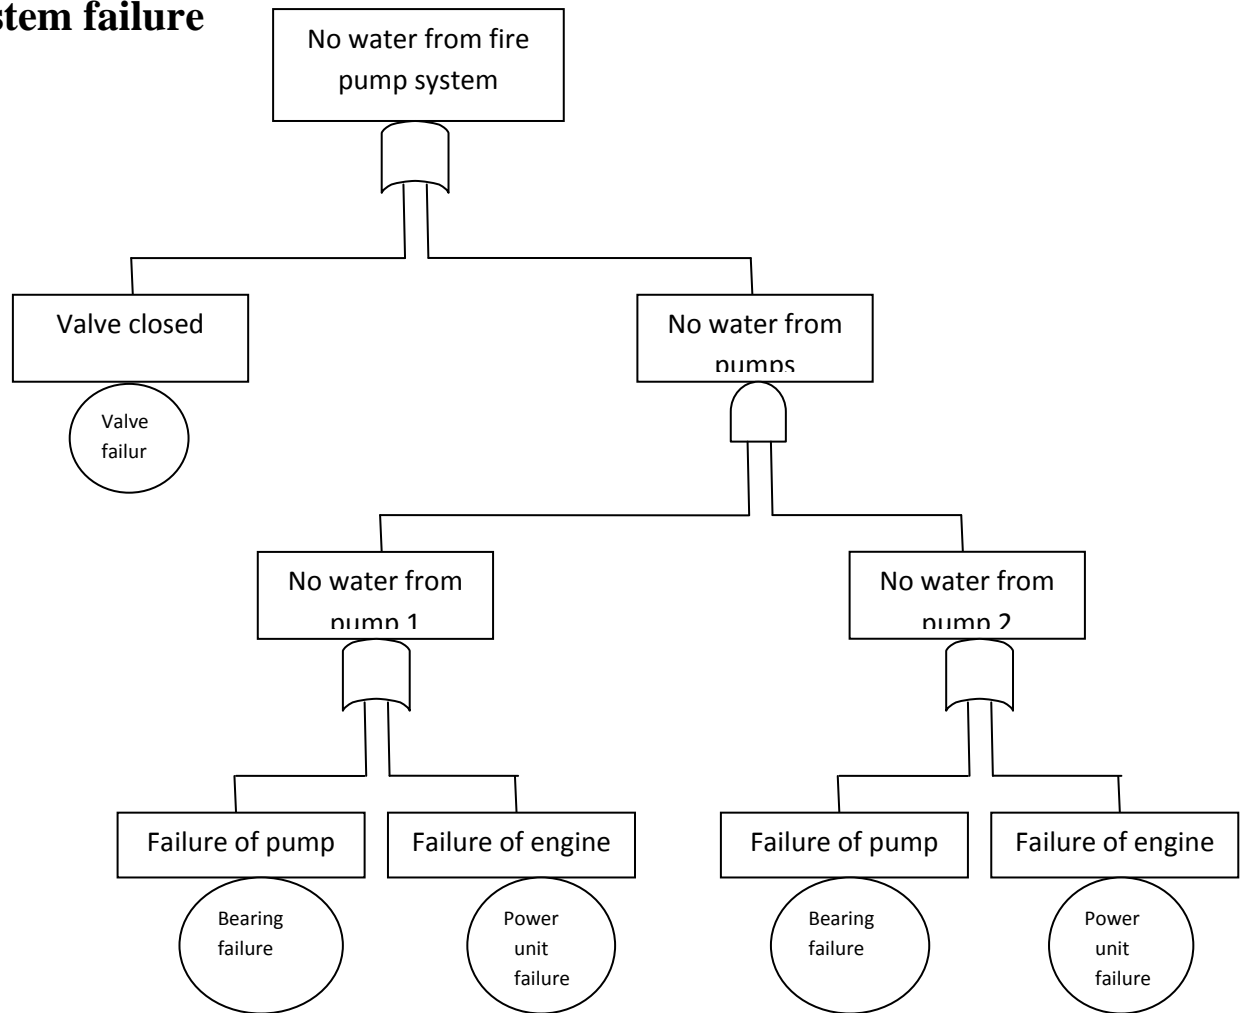 stem failure
No water from fire
pump system
Valve closed
No water from
pumps
Valve
failur
No water from
pump 1
No water from
pump 2
Failure of pump
Failure of engine
Failure of pump
Failure of engine
Bearing
failure
Power
unit
failure
Bearing
failure
Power
unit
failure